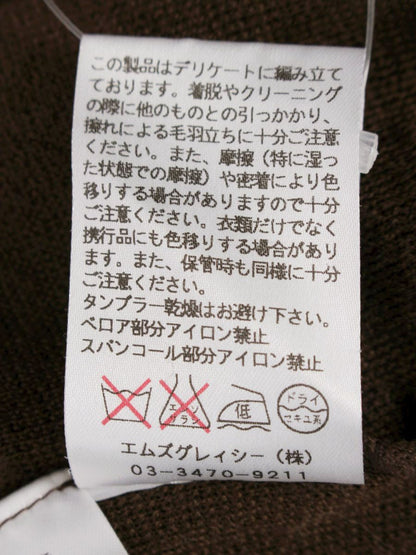 この製品はデリケートに編み立て
ております。着脱やクリーニング
の際に他のものとの引っかかり、
擦れによる毛羽立ちに十分ご注意
ください。また、摩擦（特に湿っ
た状態での摩擦）や密着により色
移りする場合がありますので十分
ご注意ください。衣類だけでなく
携行品にも色移りする場合があり
ます。また、保管時も同様に十分
ご注意ください。
タンブラー乾燥はお避け下さい。
ベロア部分アイロン禁止
スパンコール部分アイロン禁止
エンソ
サラシ
低
ドライ
セキユ系
エムズグレイシー（株）
03-3470-9211